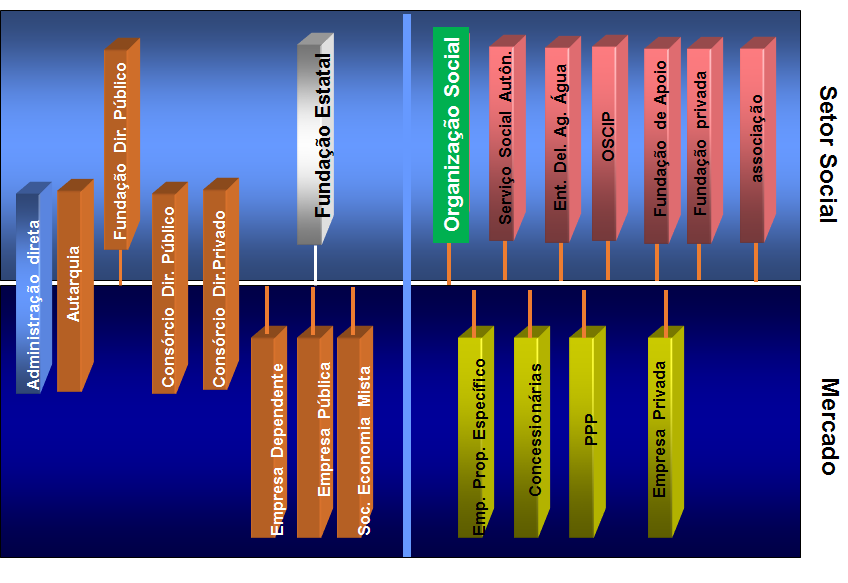 Administração direta
Autarquia
Fundação Dir. Público
Consórcio Dir. Público
Consórcio Dir.Privado
Fundação Estatal
Organização Social
Serviço Social Autôn.
Ent. Del. Ag. Água
OSCIP
Fundação de Apoio
Fundação privada
associação
Setor Social
Empresa Dependente
Empresa Pública
Soc. Economia Mista
Emp. Prop. Específico
Concessionárias
PPP
Empresa Privada
Mercado